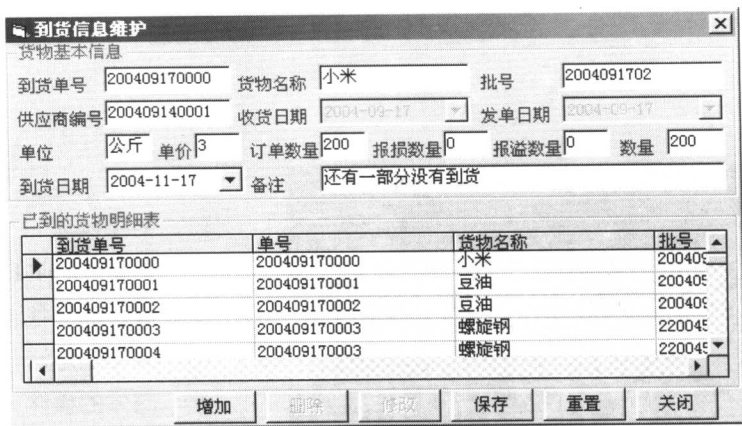 到货信息维护
货物基本信息
到货单号 200409170000 货物名称 小米 批号 2004091702
供应商编号 200409140001 收货日期 2004-09-17 发单日期 2004-09-17
单位 公斤 单价 3 订单数量 200 报损数量 0 报溢数量 0 数量 200
到货日期 2004-11-17 备注 还有一部分没有到货
已到的货物明细表
到货单号 单号 货物名称 批号
200409170000 200409170000 小米 200409
200409170001 200409170001 豆油 200405
200409170002 200409170002 豆油 200409
200409170003 200409170003 螺旋钢 220045
200409170004 200409170003 螺旋钢 220045
增加 删除 修改 保存 重置 关闭